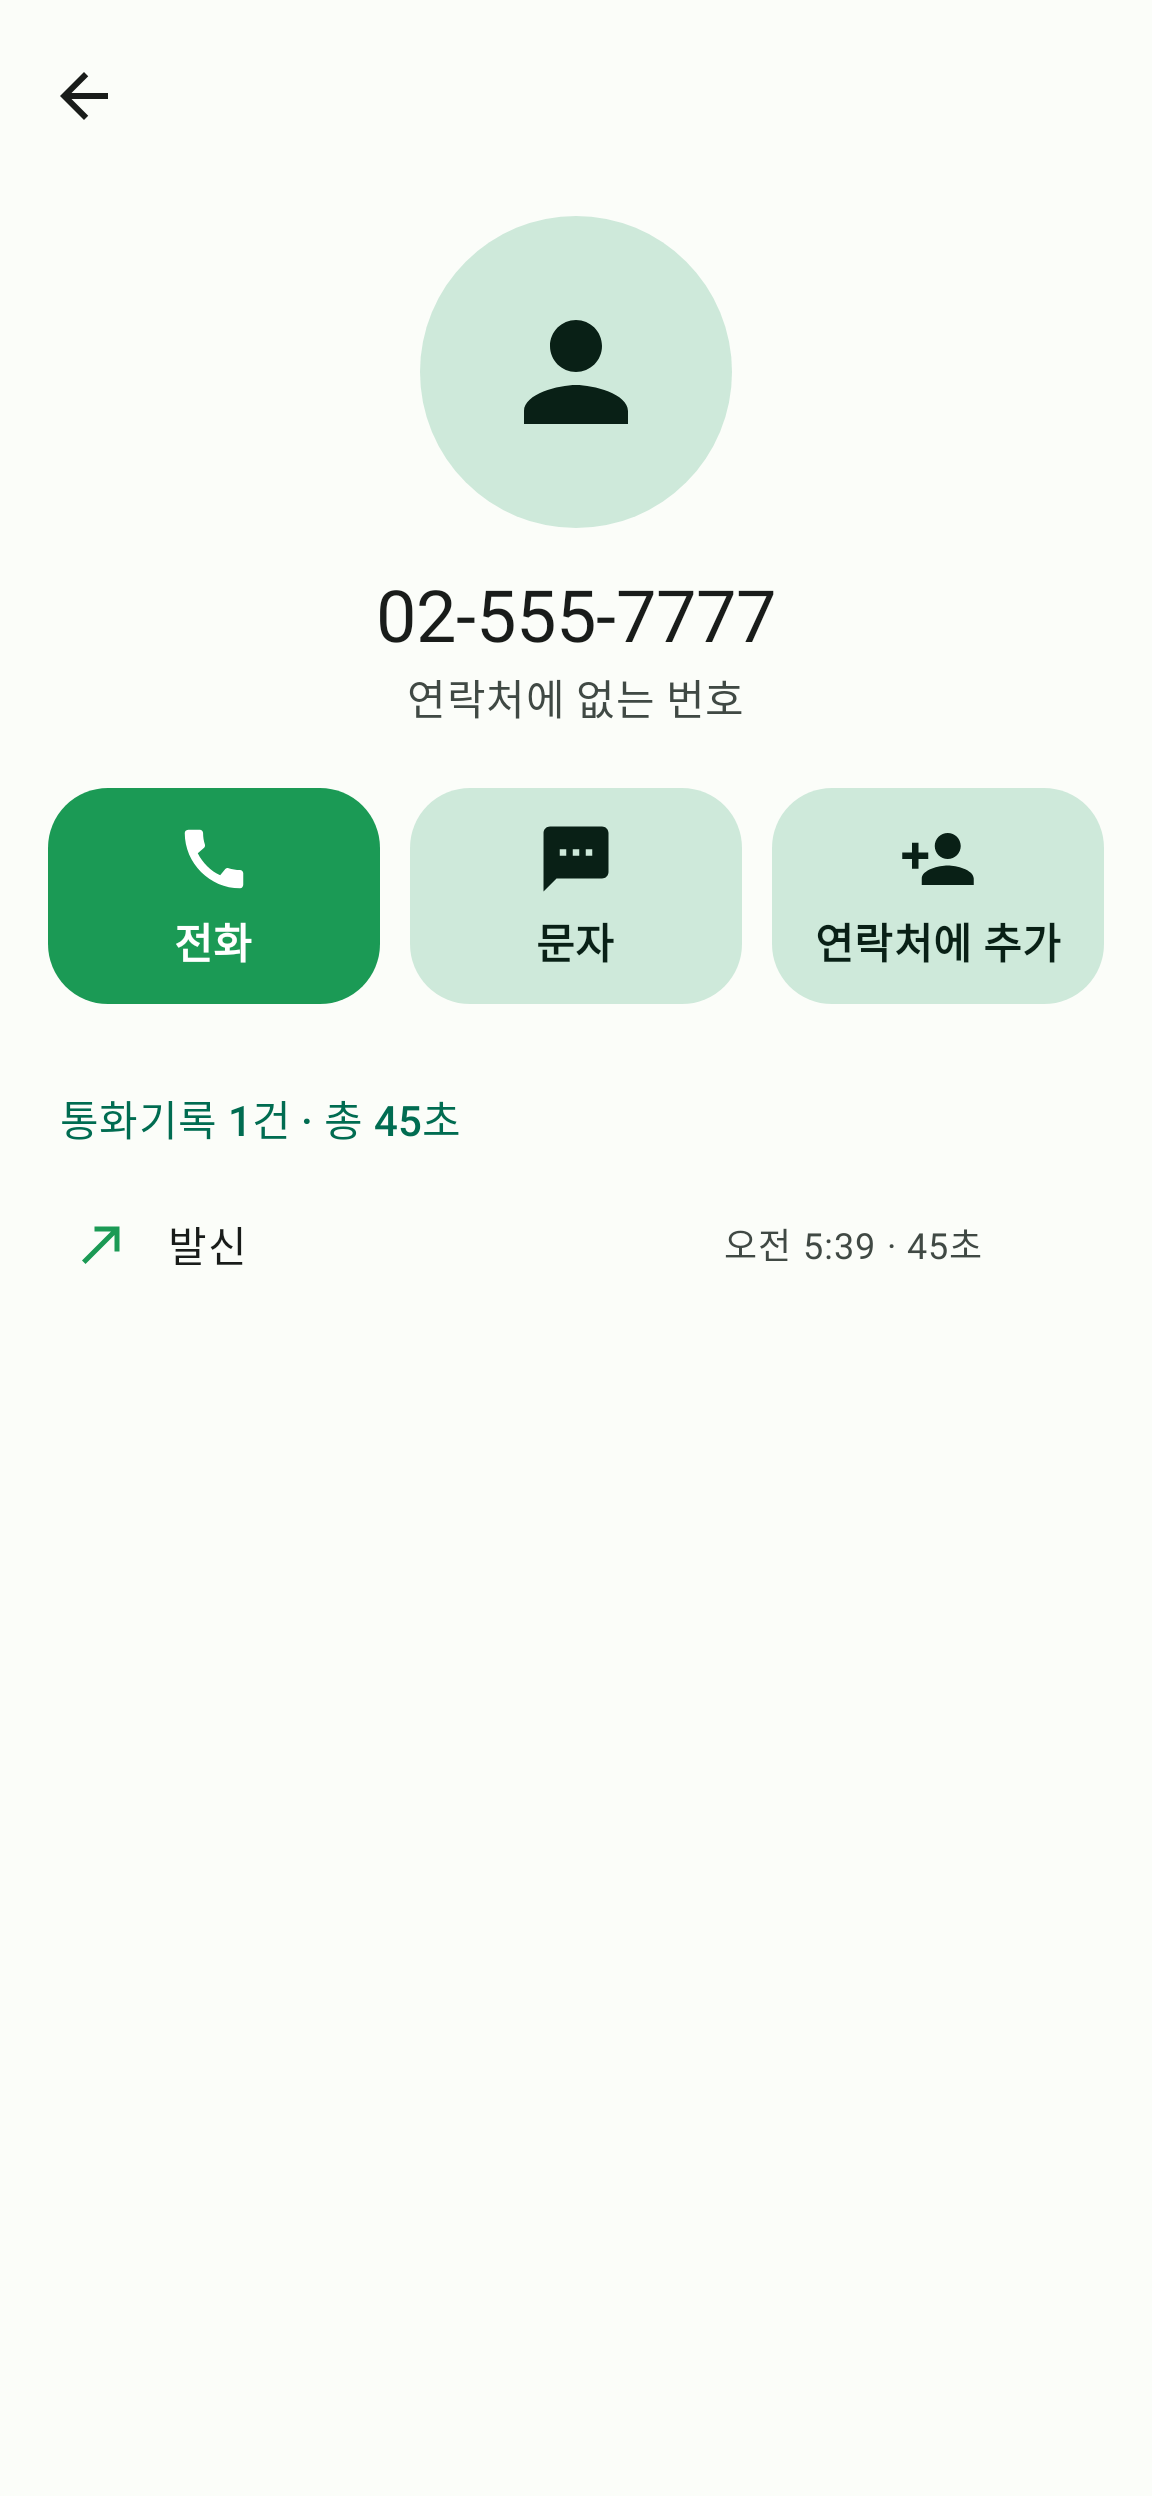 02-555-7777
연락처에 없는 번호
전화
문자
연락처에 추가
통화기록 1건 · 총 45초
발신
오전 5:39 · 45초